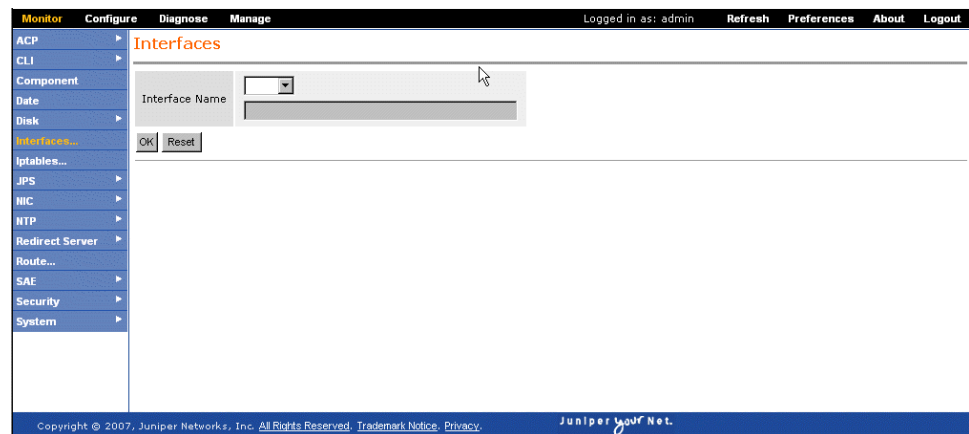 Monitor Configure Diagnose Manage Logged in as: admin Refresh Preferences About Logout
ACP
CLI
Component
Date
Disk
Interfaces...
Iptables...
JPS
NIC
NTP
Redirect Server
Route...
SAE
Security
System
Interfaces
Interface Name
OK Reset
Copyright © 2007, Juniper Networks, Inc. All Rights Reserved. Trademark Notice. Privacy.
Juniper your Net.